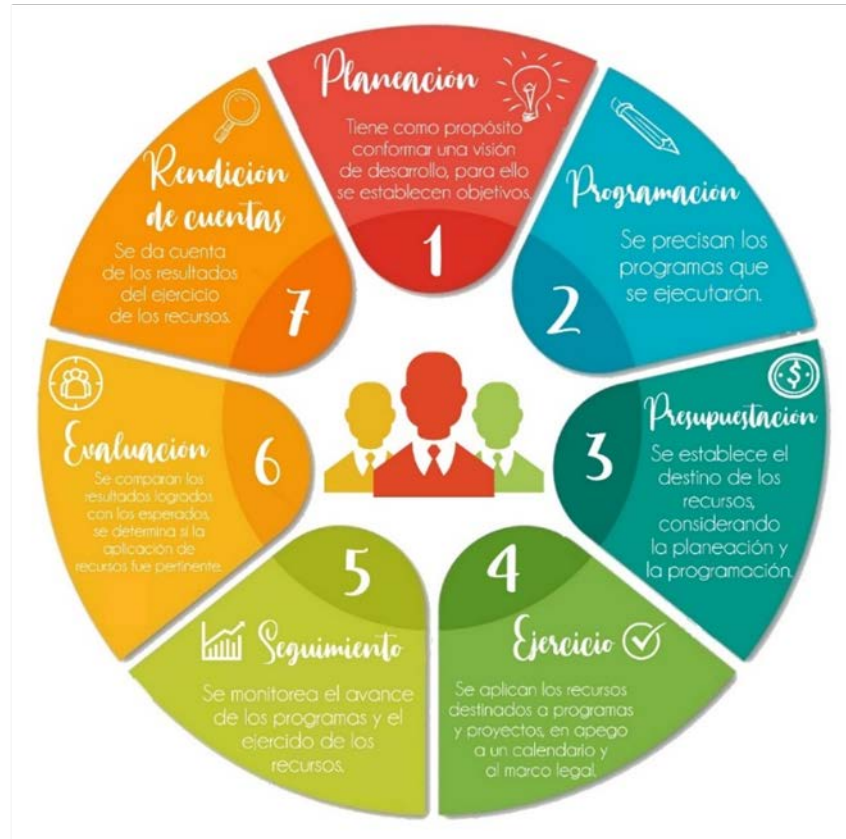 Planeación
Tiene como propósito
conformar una visión
de desarrollo, para ello
se establecen objetivos.
1
Programación
Se precisan los
programas que
se ejecutarán.
2
Presupuestación
Se establece el
destino de los
recursos,
considerando
la planeación y
la programación.
3
Ejercicio
Se aplican los recursos
destinados a programas
y proyectos, en apego
a un calendario y
al marco legal.
4
Seguimiento
Se monitorea el avance
de los programas y el
ejercido de los
recursos.
5
Evaluación
Se comparan los
resultados logrados
con los esperados,
se determina si la
aplicación de
recursos fue pertinente.
6
Rendición
de cuentas
Se da cuenta
de los resultados
del ejercicio
de los recursos.
7